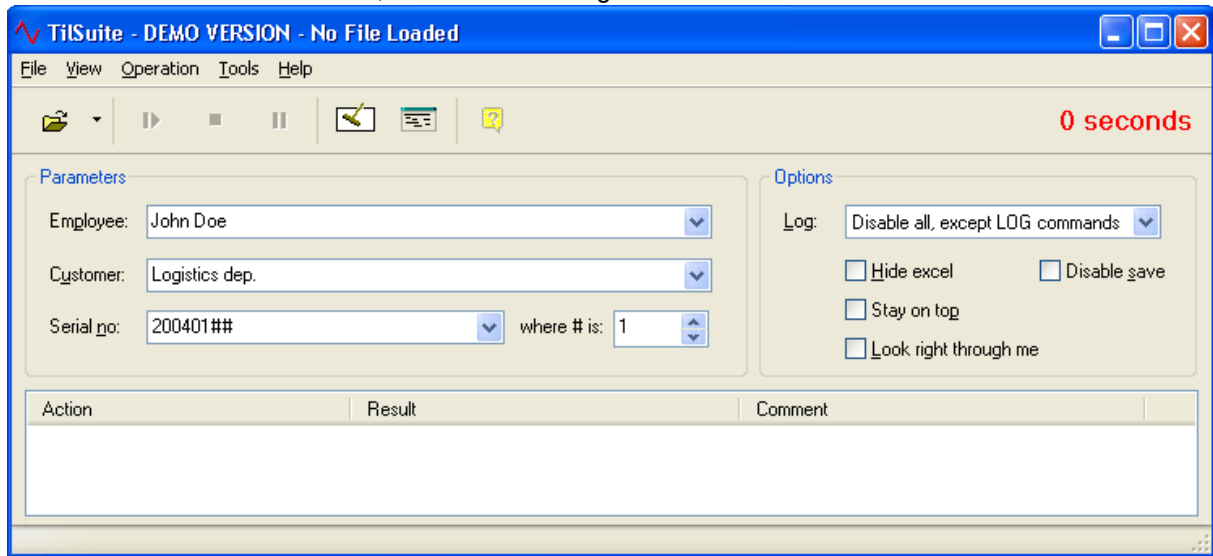 TilSuite - DEMO VERSION - No File Loaded
File View Operation Tools Help
0 seconds
Parameters
Options
Employee: John Doe
Log: Disable all, except LOG commands
Customer: Logistics dep.
Hide excel
Disable save
Stay on top
Serial no: 200401## where # is: 1
Look right through me
Action Result Comment